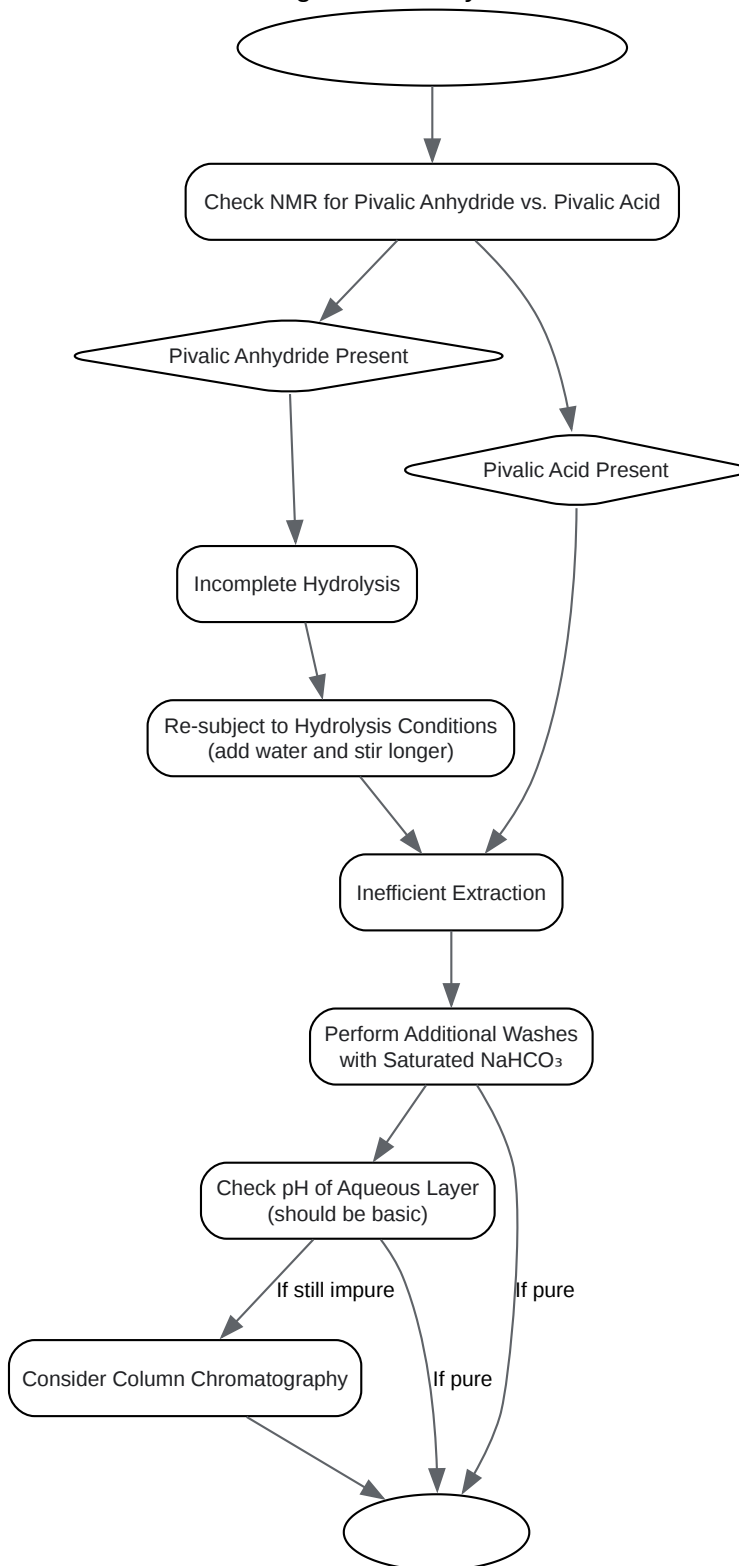 Check NMR for Pivalic Anhydride vs. Pivalic Acid
Pivalic Anhydride Present
Pivalic Acid Present
Incomplete Hydrolysis
Re-subject to Hydrolysis Conditions
(add water and stir longer)
Inefficient Extraction
Perform Additional Washes
with Saturated NaHCO₃
Check pH of Aqueous Layer
(should be basic)
If still impure
If pure
Consider Column Chromatography
If pure